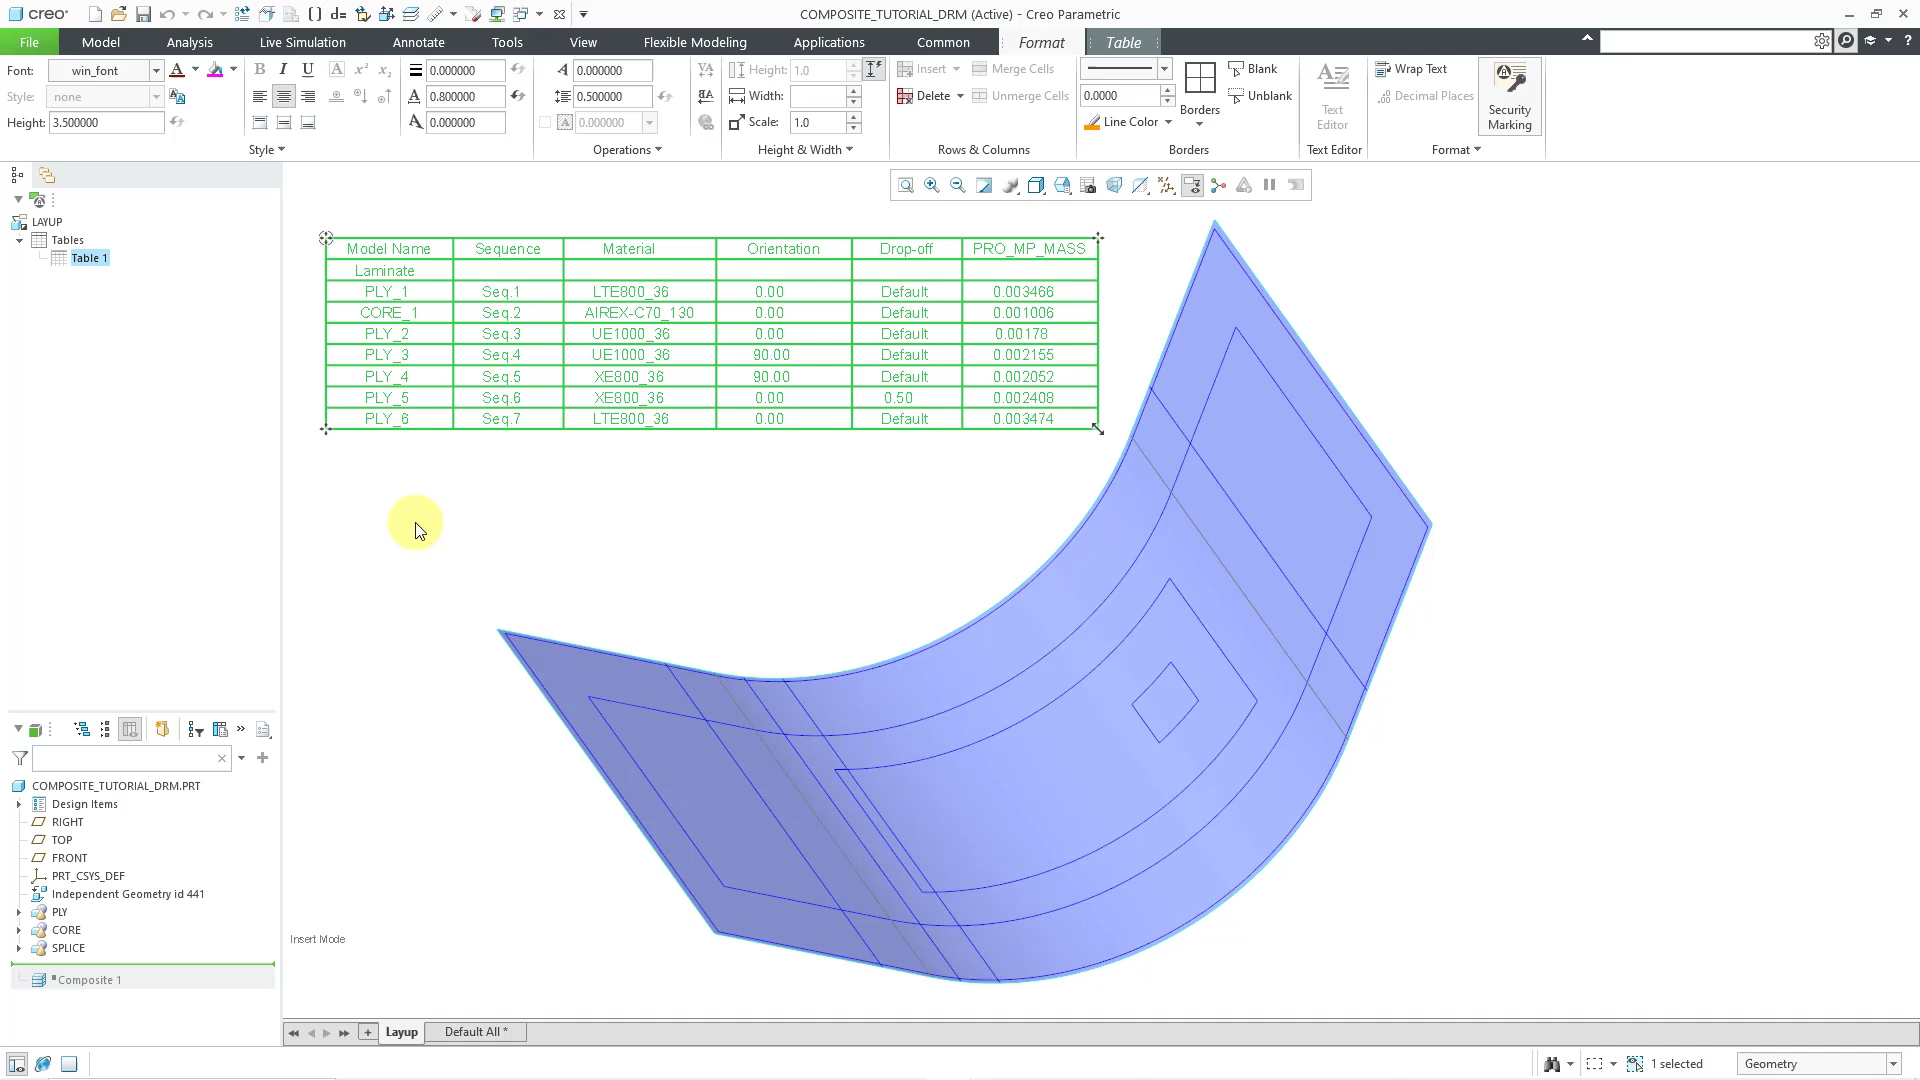 creo
COMPOSITE_TUTORIAL_DRM (Active) - Creo Parametric
File Model Analysis Live Simulation Annotate Tools View Flexible Modeling Applications Common Format Table
Font: win_font
Style: none
Height: 3.500000
Style
0.000000
0.800000
0.000000
0.000000
0.500000
0.000000
Operations
Height: 1.0
Width:
Scale: 1.0
Height & Width
Insert Merge Cells
Delete Unmerge Cells
Rows & Columns
0.0000
Line Color
Borders
Blank
Unblank
Borders
Text Editor
Text Editor
Wrap Text
Decimal Places
Security Marking
Format
LAYUP
Tables
Table 1
Model Name Sequence Material Orientation Drop-off PRO_MP_MASS
Laminate
PLY_1 Seq.1 LTE800_36 0.00 Default 0.003466
CORE_1 Seq.2 AIREX-C70_130 0.00 Default 0.001006
PLY_2 Seq.3 UE1000_36 0.00 Default 0.00178
PLY_3 Seq.4 UE1000_36 90.00 Default 0.002155
PLY_4 Seq.5 XE800_36 90.00 Default 0.002052
PLY_5 Seq.6 XE800_36 0.00 0.50 0.002408
PLY_6 Seq.7 LTE800_36 0.00 Default 0.003474
COMPOSITE_TUTORIAL_DRM.PRT
Design Items
RIGHT
TOP
FRONT
PRT_CSYS_DEF
Independent Geometry id 441
PLY
CORE
SPLICE
Composite 1
Insert Mode
Layup Default All *
1 selected Geometry